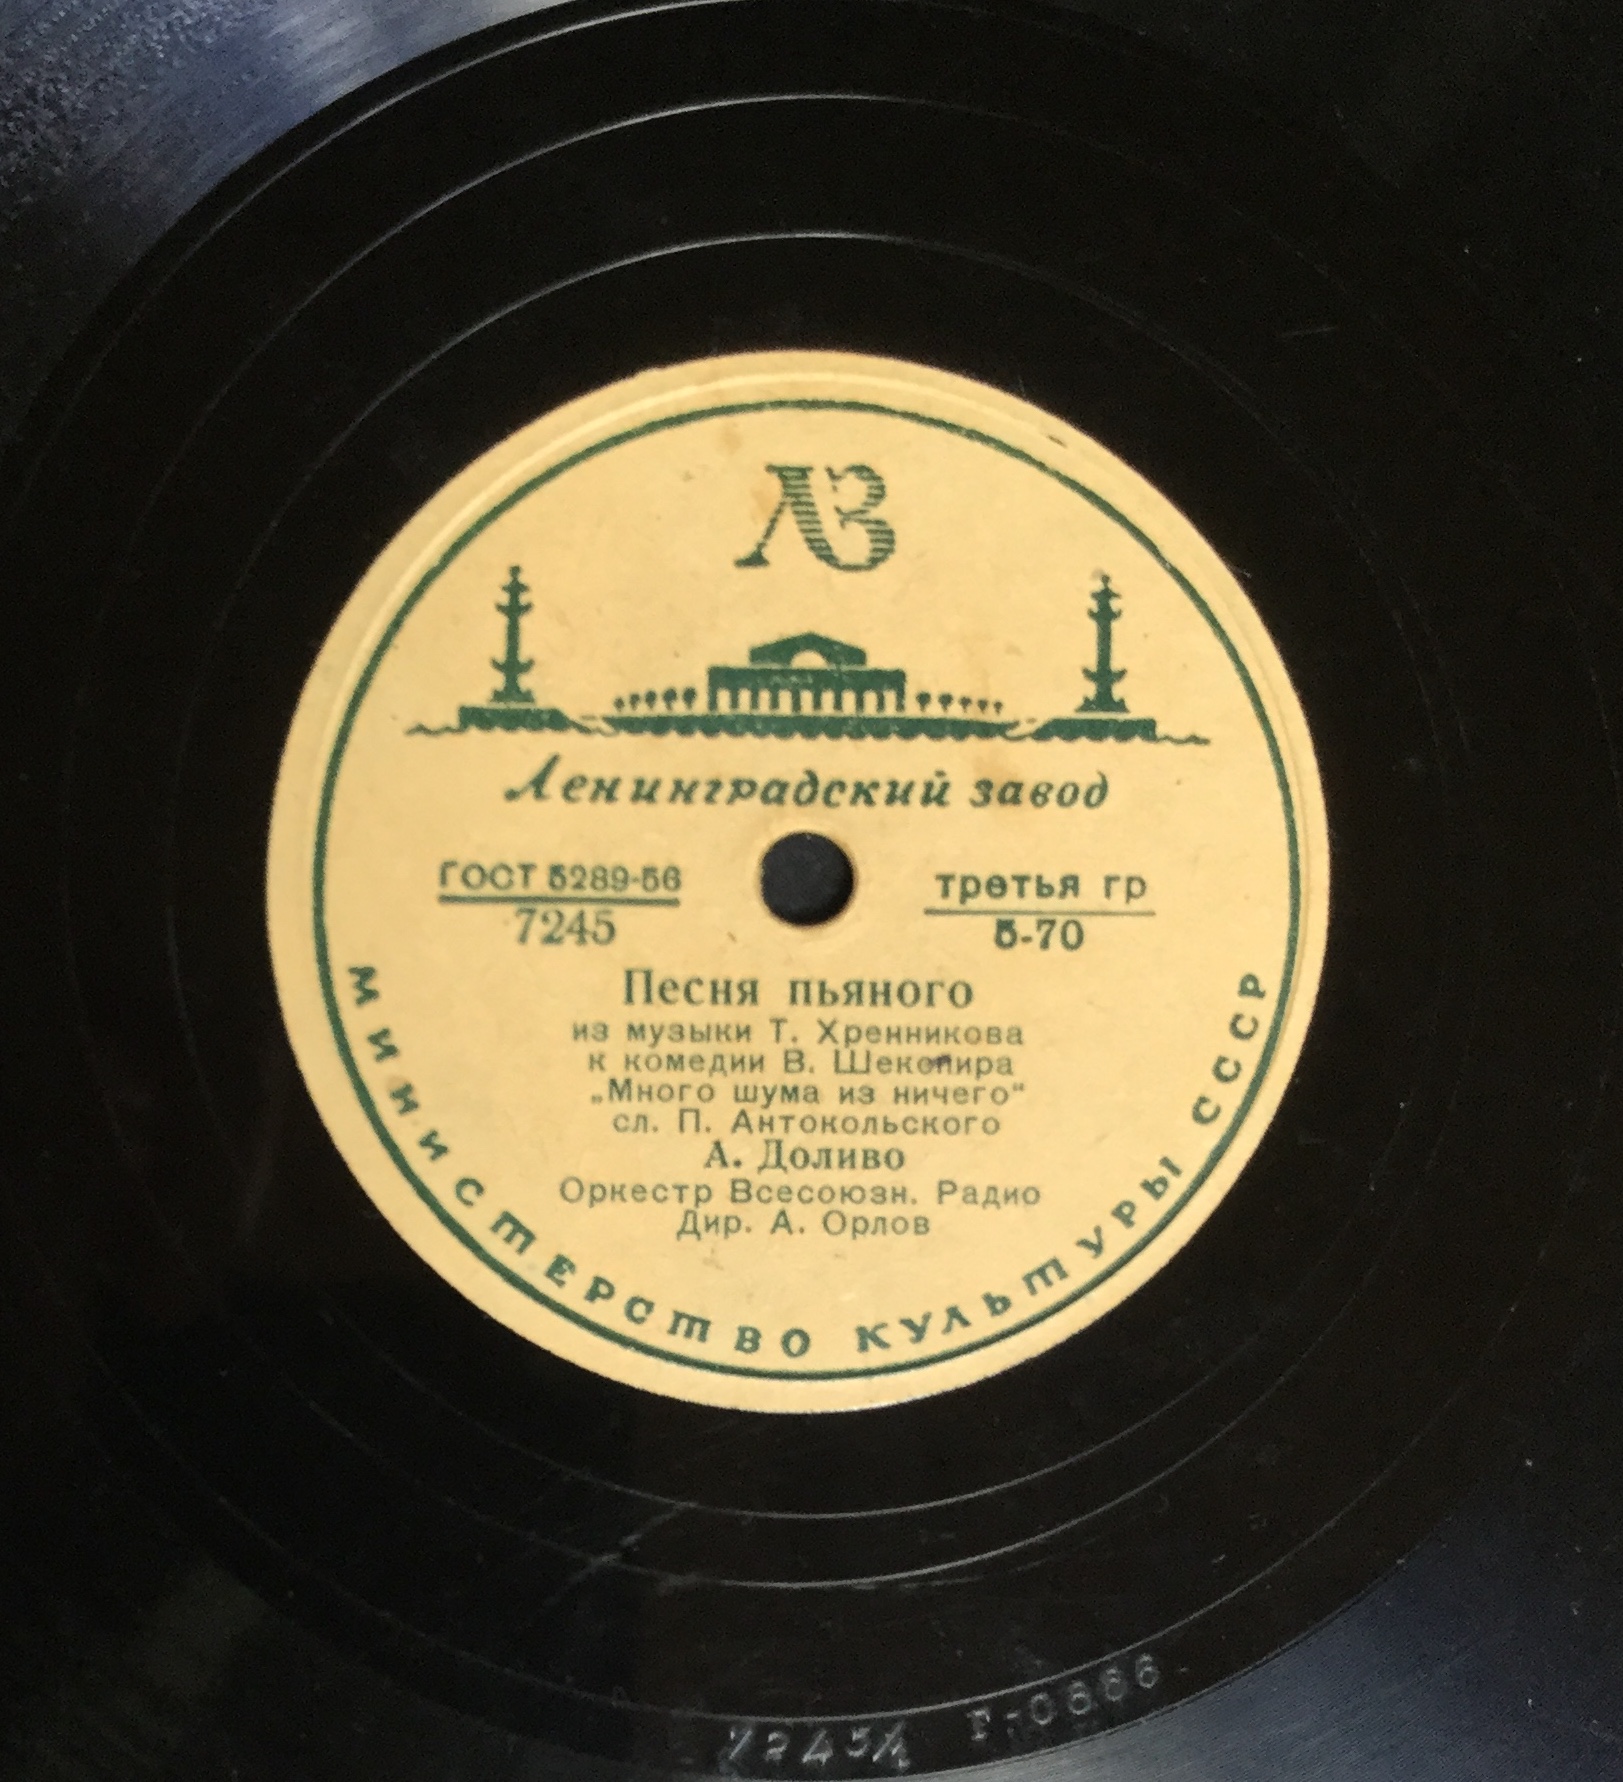 ЛЗ
Ленинградский завод
ГОСТ 5289-56
7245
третья гр
5-70
Песня пьяного
из музыки Т. Хренникова
к комедии В. Шекспира
„Много шума из ничего“
сл. П. Антокольского
А. Доливо
Оркестр Всесоюзн. Радио
Дир. А. Орлов
МИНИСТЕРСТВО КУЛЬТУРЫ СССР
7245/1